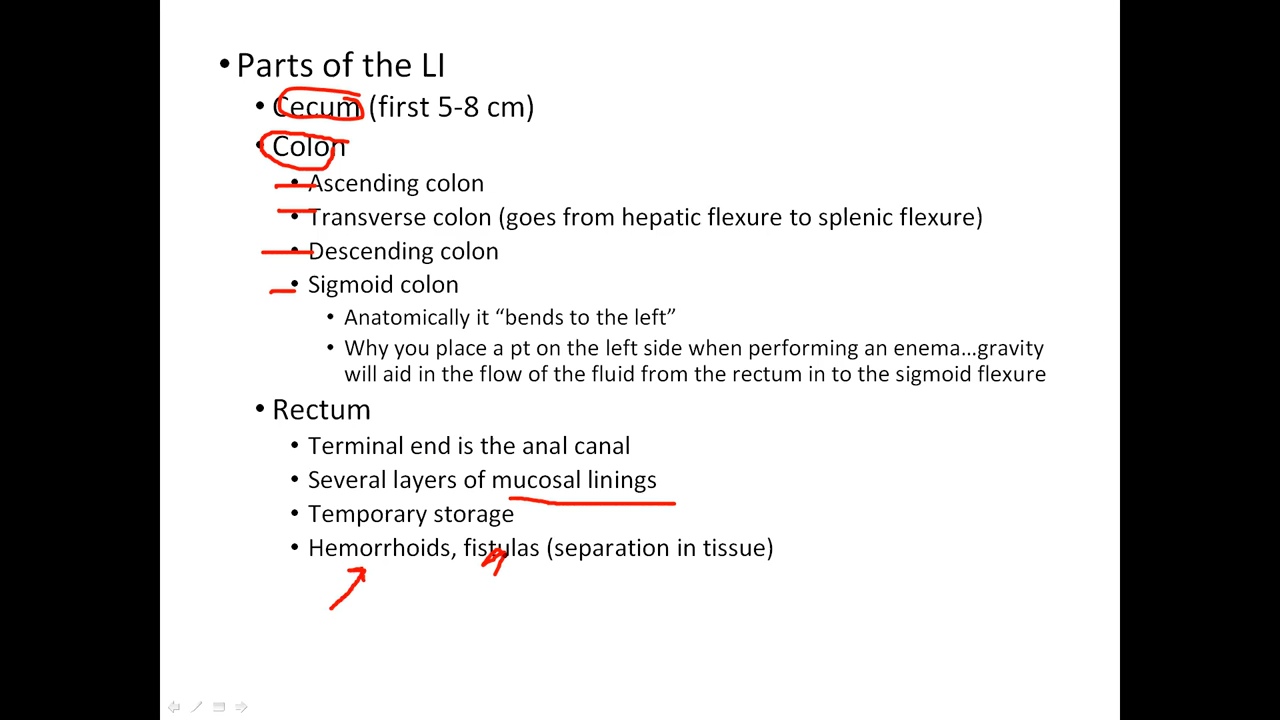 • Parts of the LI
• Cecum (first 5-8 cm)
• Colon
• Ascending colon
• Transverse colon (goes from hepatic flexure to splenic flexure)
• Descending colon
• Sigmoid colon
• Anatomically it “bends to the left”
• Why you place a pt on the left side when performing an enema…gravity
will aid in the flow of the fluid from the rectum in to the sigmoid flexure
• Rectum
• Terminal end is the anal canal
• Several layers of mucosal linings
• Temporary storage
• Hemorrhoids, fistulas (separation in tissue)